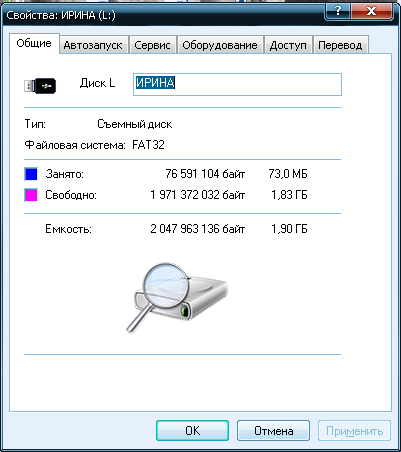 Свойства: ИРИНА (L:)
Общие Автозапуск Сервис Оборудование Доступ Перевод
Диск L ИРИНА
Тип: Съемный диск
Файловая система: FAT32
Занято: 76 591 104 байт 73,0 МБ
Свободно: 1 971 372 032 байт 1,83 ГБ
Емкость: 2 047 963 136 байт 1,90 ГБ
OK Отмена Применить